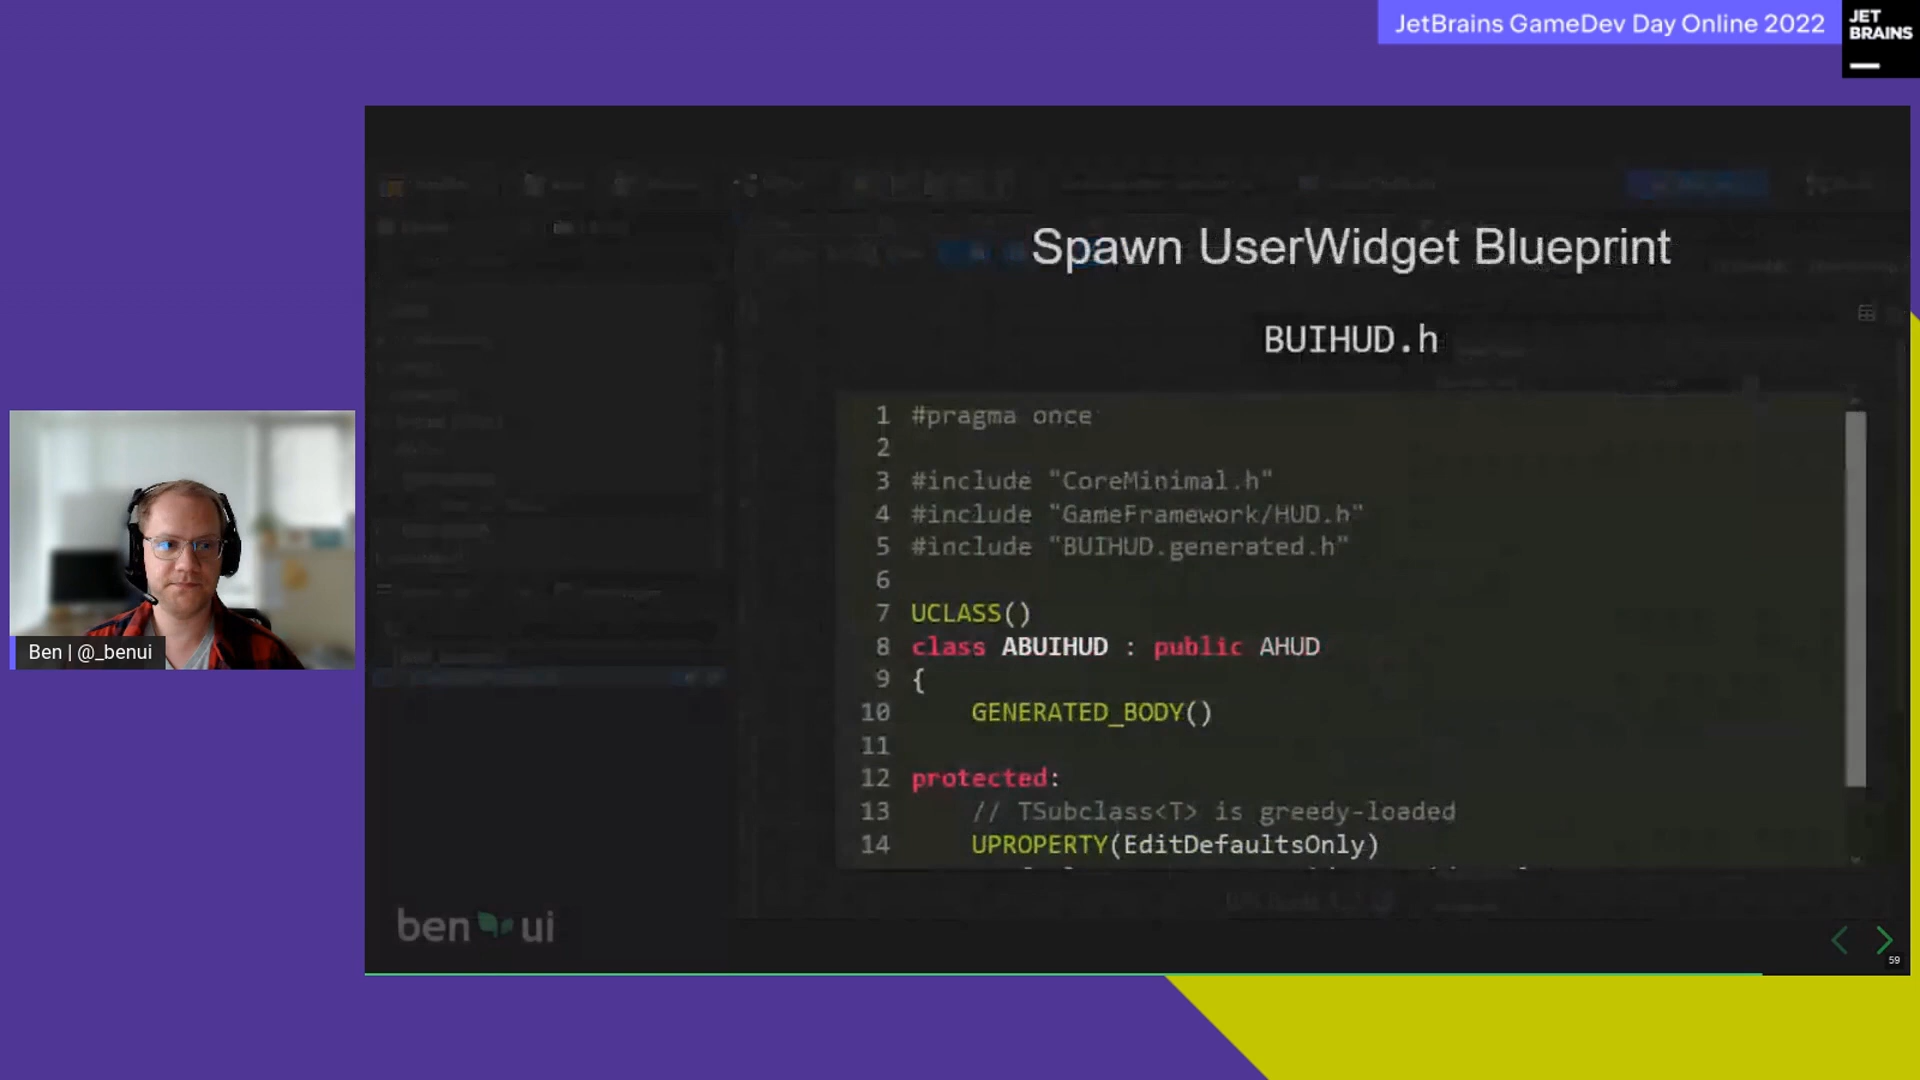 JetBrains GameDev Day Online 2022
JET
BRAINS
Spawn UserWidget Blueprint
BUIHUD.h
1 #pragma once
2
3 #include "CoreMinimal.h"
4 #include "GameFramework/HUD.h"
5 #include "BUIHUD.generated.h"
6
7 UCLASS()
8 class ABUIHUD : public AHUD
9 {
10 GENERATED_BODY()
11
12 protected:
13 // TSubclass<T> is greedy-loaded
14 UPROPERTY(EditDefaultsOnly)
Ben | @_benui
ben ui
59